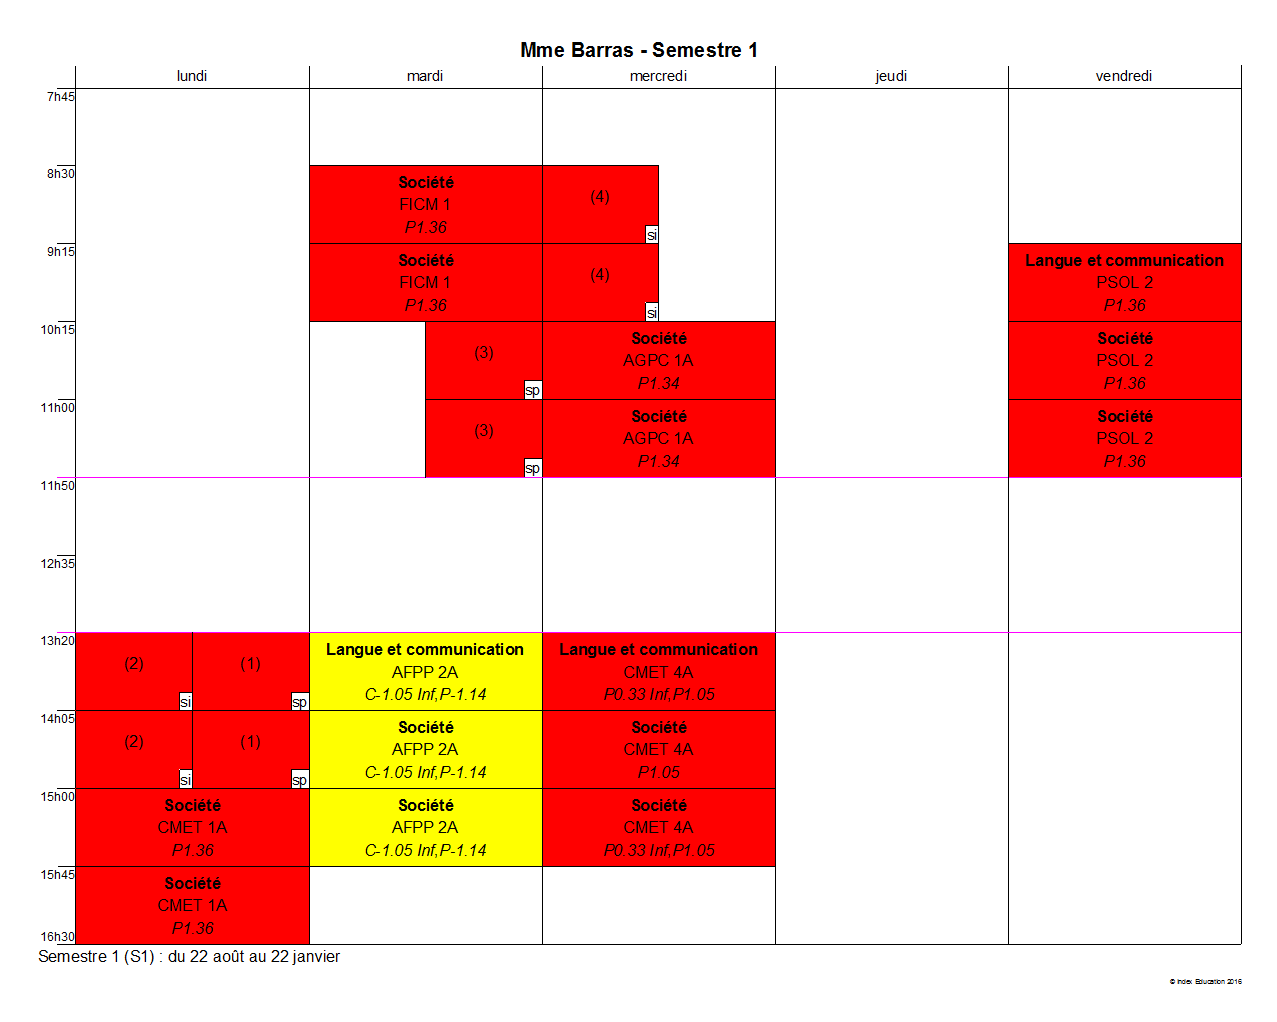 Mme Barras - Semestre 1
lundi mardi mercredi jeudi vendredi
7h45
8h30
Société
FICM 1
P1.36
(4)
si
9h15
Société
FICM 1
P1.36
(4)
si
Langue et communication
PSOL 2
P1.36
10h15
(3)
sp
Société
AGPC 1A
P1.34
Société
PSOL 2
P1.36
11h00
(3)
sp
Société
AGPC 1A
P1.34
Société
PSOL 2
P1.36
11h50
12h35
13h20
(2)
si
(1)
sp
Langue et communication
AFPP 2A
C-1.05 Inf,P-1.14
Langue et communication
CMET 4A
P0.33 Inf,P1.05
14h05
(2)
si
(1)
sp
Société
AFPP 2A
C-1.05 Inf,P-1.14
Société
CMET 4A
P1.05
15h00
Société
CMET 1A
P1.36
Société
AFPP 2A
C-1.05 Inf,P-1.14
Société
CMET 4A
P0.33 Inf,P1.05
15h45
Société
CMET 1A
P1.36
16h30
Semestre 1 (S1) : du 22 août au 22 janvier
© Index Education 2016